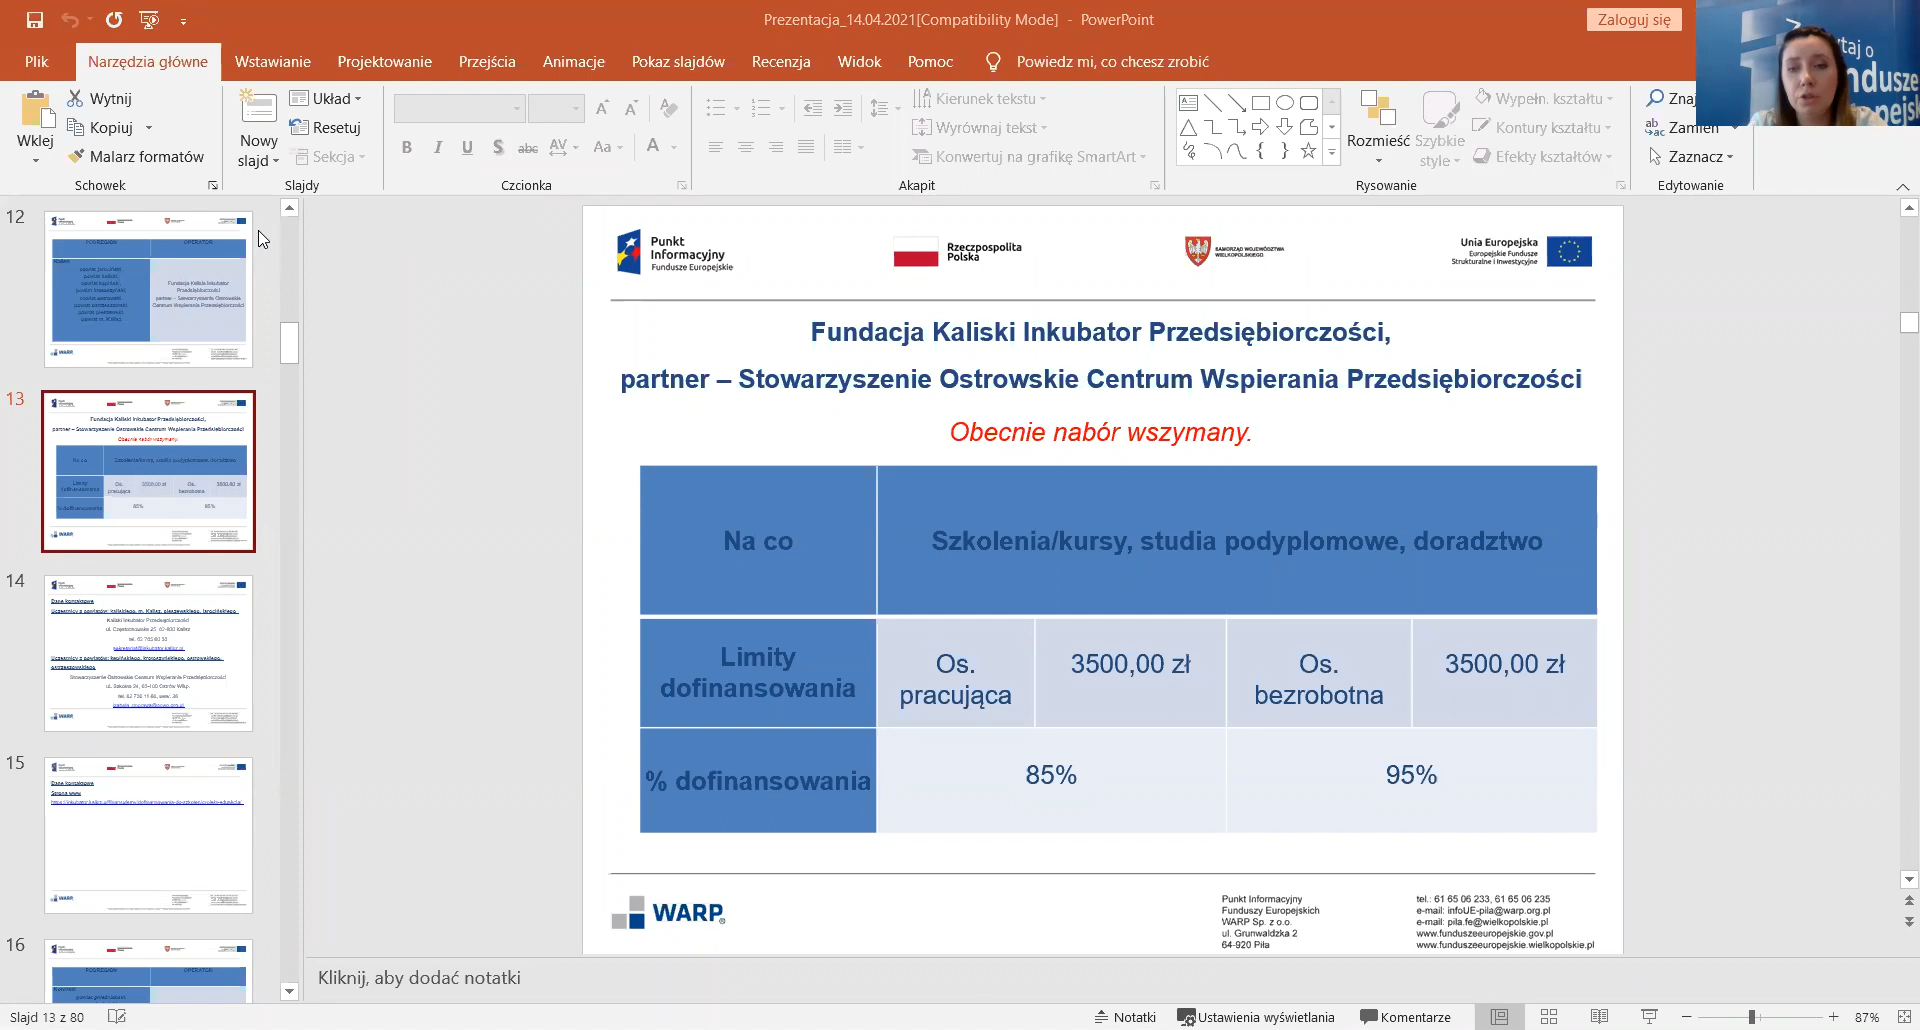 Prezentacja_14.04.2021[Compatibility Mode] - PowerPoint
Zaloguj się
Plik
Narzędzia główne
Wstawianie
Projektowanie
Przejścia
Animacje
Pokaz slajdów
Recenzja
Widok
Pomoc
Powiedz mi, co chcesz zrobić
Wklej
Wytnij
Kopiuj
Malarz formatów
Schowek
Nowy
slajd
Układ
Resetuj
Sekcja
Slajdy
B I U S abc AV Aa A
Czcionka
Kierunek tekstu
Wyrównaj tekst
Konwertuj na grafikę SmartArt
Akapit
Rozmieść
Szybkie
style
Wypełn. kształtu
Kontury kształtu
Efekty kształtów
Rysowanie
Znaj
Zamień
Zaznacz
Edytowanie
12
13
14
15
16
Punkt
Informacyjny
Fundusze Europejskie
Rzeczpospolita
Polska
SAMORZĄD WOJEWÓDZTWA
WIELKOPOLSKIEGO
Unia Europejska
Europejskie Fundusze
Strukturalne i Inwestycyjne
Fundacja Kaliski Inkubator Przedsiębiorczości,
partner – Stowarzyszenie Ostrowskie Centrum Wspierania Przedsiębiorczości
Obecnie nabór wszymany.
Na co
Szkolenia/kursy, studia podyplomowe, doradztwo
Limity
dofinansowania
Os.
pracująca
3500,00 zł
Os.
bezrobotna
3500,00 zł
% dofinansowania
85%
95%
WARP
Punkt Informacyjny
Funduszy Europejskich
WARP Sp. z o.o.
ul. Grunwaldzka 2
64-920 Piła
tel.: 61 65 06 233, 61 65 06 235
e-mail: infoUE-pila@warp.org.pl
e-mail: pila.fe@wielkopolskie.pl
www.funduszeeuropejskie.gov.pl
www.funduszeeuropejskie.wielkopolskie.pl
Kliknij, aby dodać notatki
Slajd 13 z 80
Notatki
Ustawienia wyświetlania
Komentarze
87%